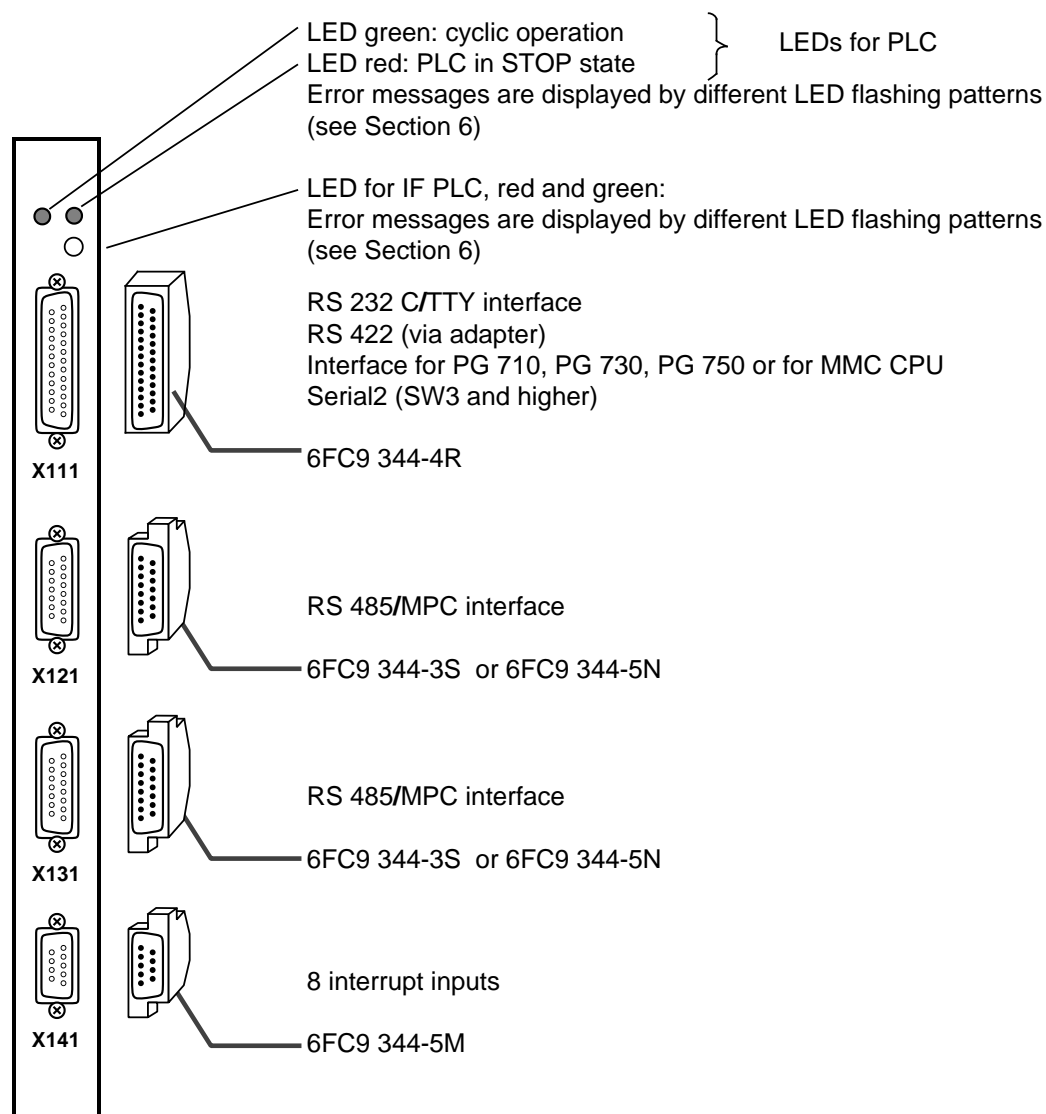 LED green: cyclic operation
LEDs for PLC
LED red: PLC in STOP state
Error messages are displayed by different LED flashing patterns
(see Section 6)
LED for IF PLC, red and green:
Error messages are displayed by different LED flashing patterns
(see Section 6)
RS 232 C/TTY interface
RS 422 (via adapter)
Interface for PG 710, PG 730, PG 750 or for MMC CPU
Serial2 (SW3 and higher)
6FC9 344-4R
X111
RS 485/MPC interface
6FC9 344-3S or 6FC9 344-5N
X121
RS 485/MPC interface
6FC9 344-3S or 6FC9 344-5N
X131
8 interrupt inputs
6FC9 344-5M
X141